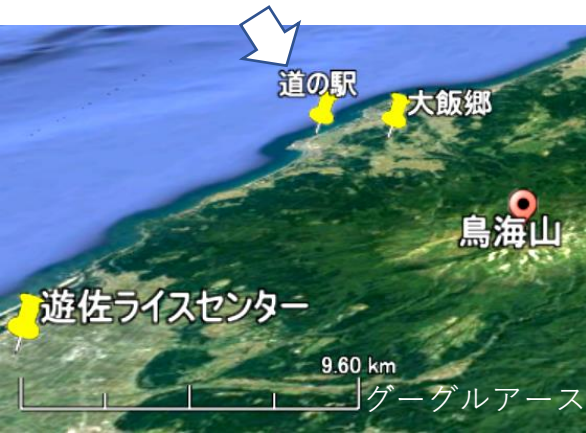 道の駅
大飯郷
鳥海山
遊佐ライスセンター
9.60 km
グーグルアース